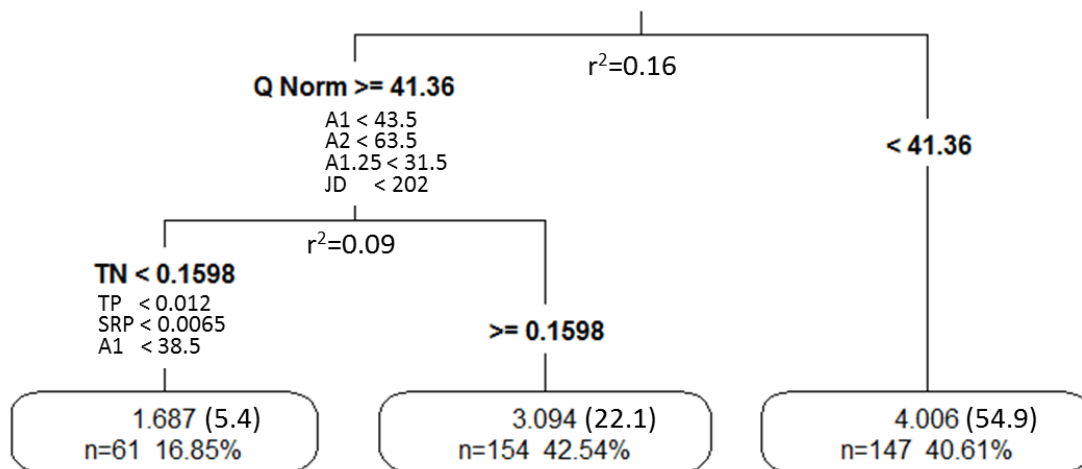 r²=0.16
Q Norm >= 41.36
A1 < 43.5
A2 < 63.5
A1.25 < 31.5
JD < 202
< 41.36
r²=0.09
TN < 0.1598
TP < 0.012
SRP < 0.0065
A1 < 38.5
>= 0.1598
1.687 (5.4)
n=61 16.85%
3.094 (22.1)
n=154 42.54%
4.006 (54.9)
n=147 40.61%